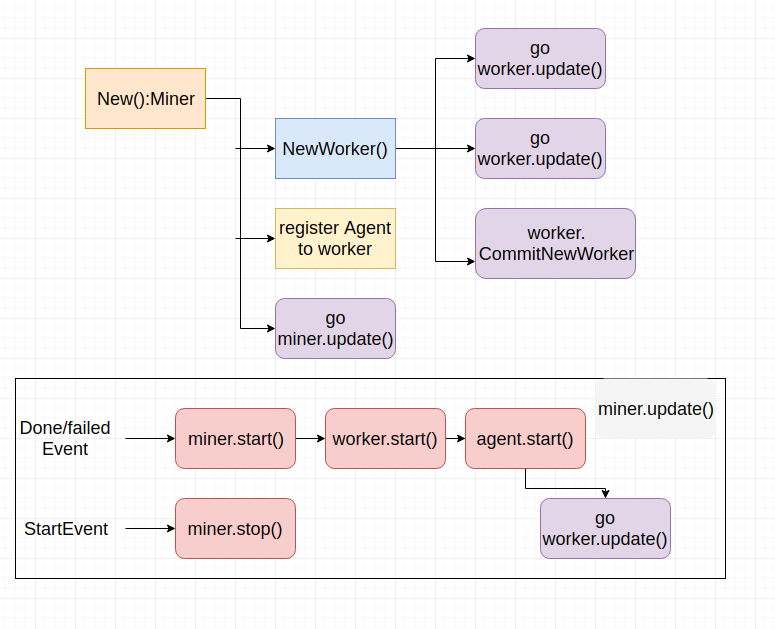 New():Miner
go
worker.update()
NewWorker()
go
worker.update()
register Agent
to worker
worker.
CommitNewWorker
go
miner.update()
miner.update()
Done/failed
Event
miner.start()
worker.start()
agent.start()
StartEvent
miner.stop()
go
worker.update()